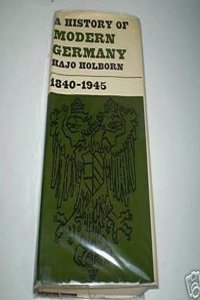 A HISTORY OF
MODERN
GERMANY
HAJO HOLBORN
1840-1945